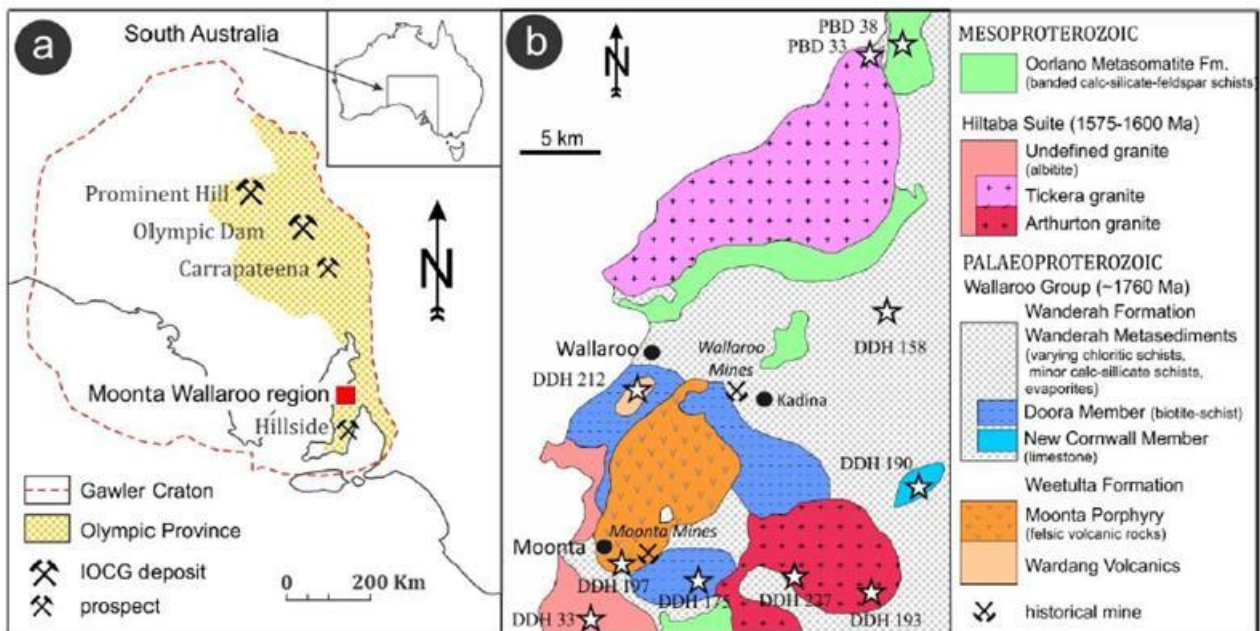 a
South Australia
N
Prominent Hill
Olympic Dam
Carrapateena
Moonta Wallaroo region
Hillside
Gawler Craton
Olympic Province
IOCG deposit
prospect
0 200 Km
b
N
5 km
PBD 38
PBD 33
DDH 158
Wallaroo
Wallaroo
Mines
DDH 212
Kadina
DDH 190
Moonta Mines
Moonta
DDH 197
DDH 175
DDH 227
DDH 193
DDH 33
MESOPROTEROZOIC
Oorlano Metasomatite Fm.
(banded calc-silicate-feldspar schists)
Hiltaba Suite (1575-1600 Ma)
Undefined granite
(albitite)
Tickera granite
Arthurton granite
PALAEOPROTEROZOIC
Wallaroo Group (~1760 Ma)
Wanderah Formation
Wanderah Metasediments
(varying chloritic schists,
minor calc-sillicate schists,
evaporites)
Doora Member (biotite-schist)
New Cornwall Member
(limestone)
Weetulta Formation
Moonta Porphyry
(felsic volcanic rocks)
Wardang Volcanics
historical mine